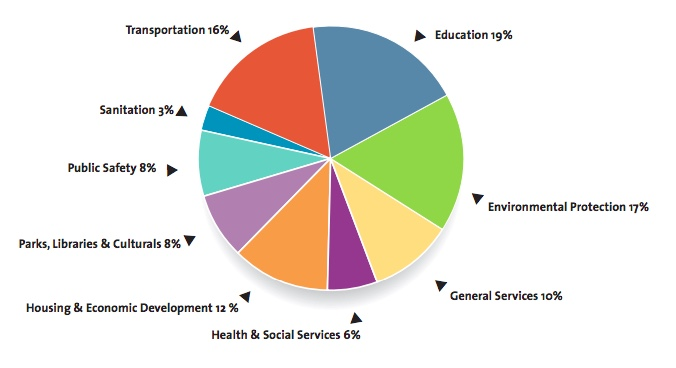 Transportation 16%
Education 19%
Sanitation 3%
Public Safety 8%
Environmental Protection 17%
Parks, Libraries & Culturals 8%
General Services 10%
Housing & Economic Development 12 %
Health & Social Services 6%